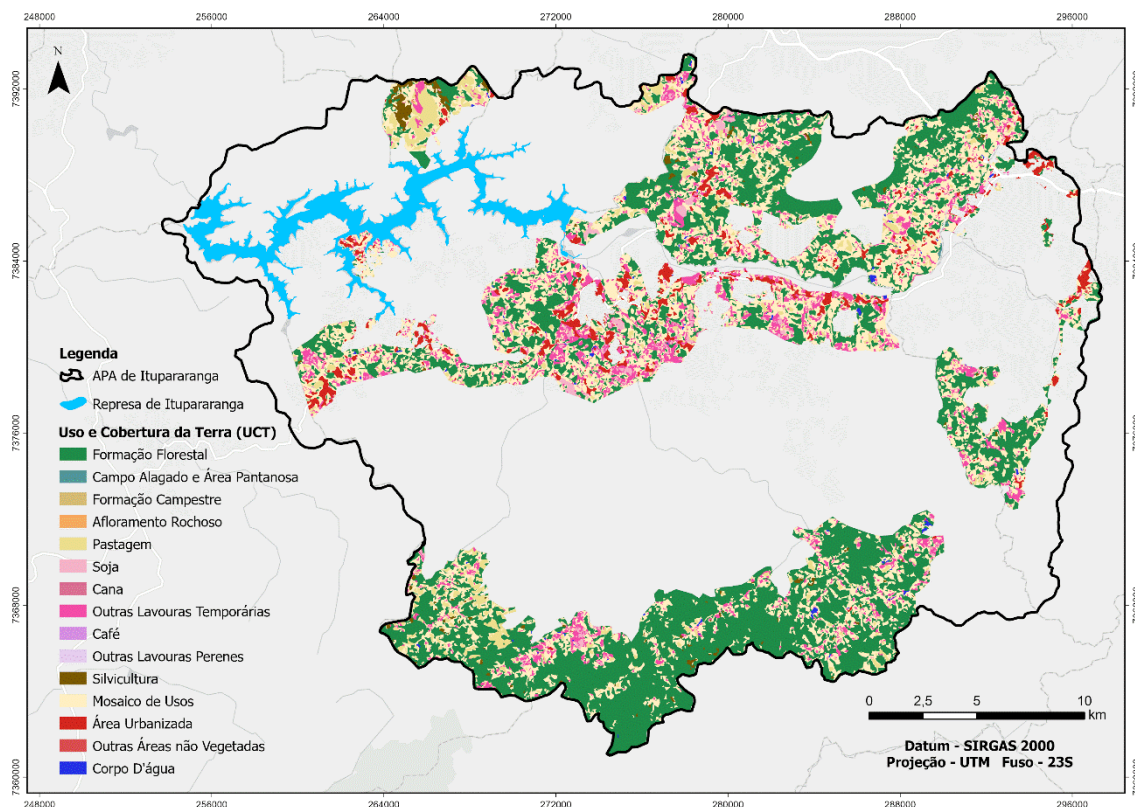 248000 256000 264000 272000 280000 288000 296000
N
7392000
7384000
7376000
7368000
7360000
Legenda
APA de Itupararanga
Represa de Itupararanga
Uso e Cobertura da Terra (UCT)
Formação Florestal
Campo Alagado e Área Pantanosa
Formação Campestre
Afloramento Rochoso
Pastagem
Soja
Cana
Outras Lavouras Temporárias
Café
Outras Lavouras Perenes
Silvicultura
Mosaico de Usos
Área Urbanizada
Outras Áreas não Vegetadas
Corpo D'água
0 2,5 5 10
km
Datum - SIRGAS 2000
Projeção - UTM Fuso - 23S
248000 256000 264000 272000 280000 288000 296000